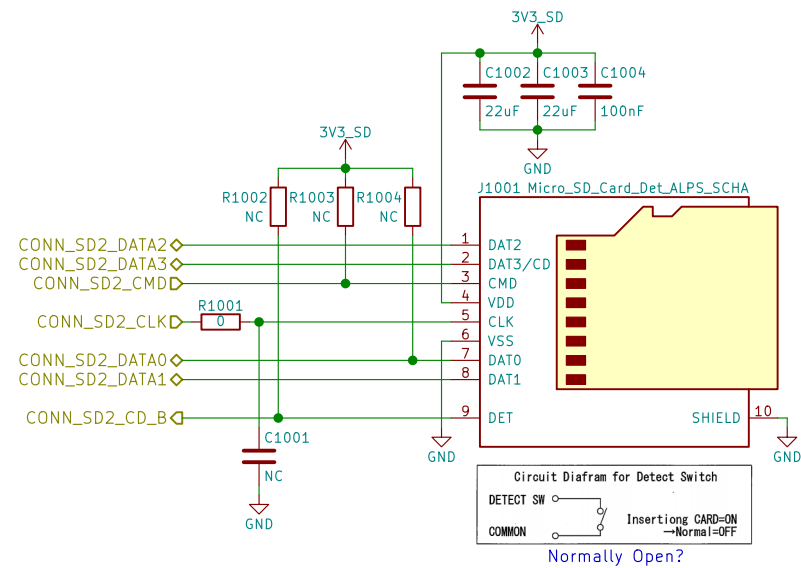 3V3_SD
C1002 C1003 C1004
22uF 22uF 100nF
GND
3V3_SD
R1002 R1003 R1004
NC NC NC
J1001 Micro_SD_Card_Det_ALPS_SCHA
CONN_SD2_DATA2 1 DAT2
CONN_SD2_DATA3 2 DAT3/CD
CONN_SD2_CMD 3 CMD
4 VDD
R1001
CONN_SD2_CLK 0 5 CLK
6 VSS
CONN_SD2_DATA0 7 DAT0
CONN_SD2_DATA1 8 DAT1
CONN_SD2_CD_B 9 DET SHIELD 10
C1001
NC
GND
GND
GND
Circuit Diafram for Detect Switch
DETECT SW
COMMON
Insertiong CARD=ON
→Normal=OFF
Normally Open?